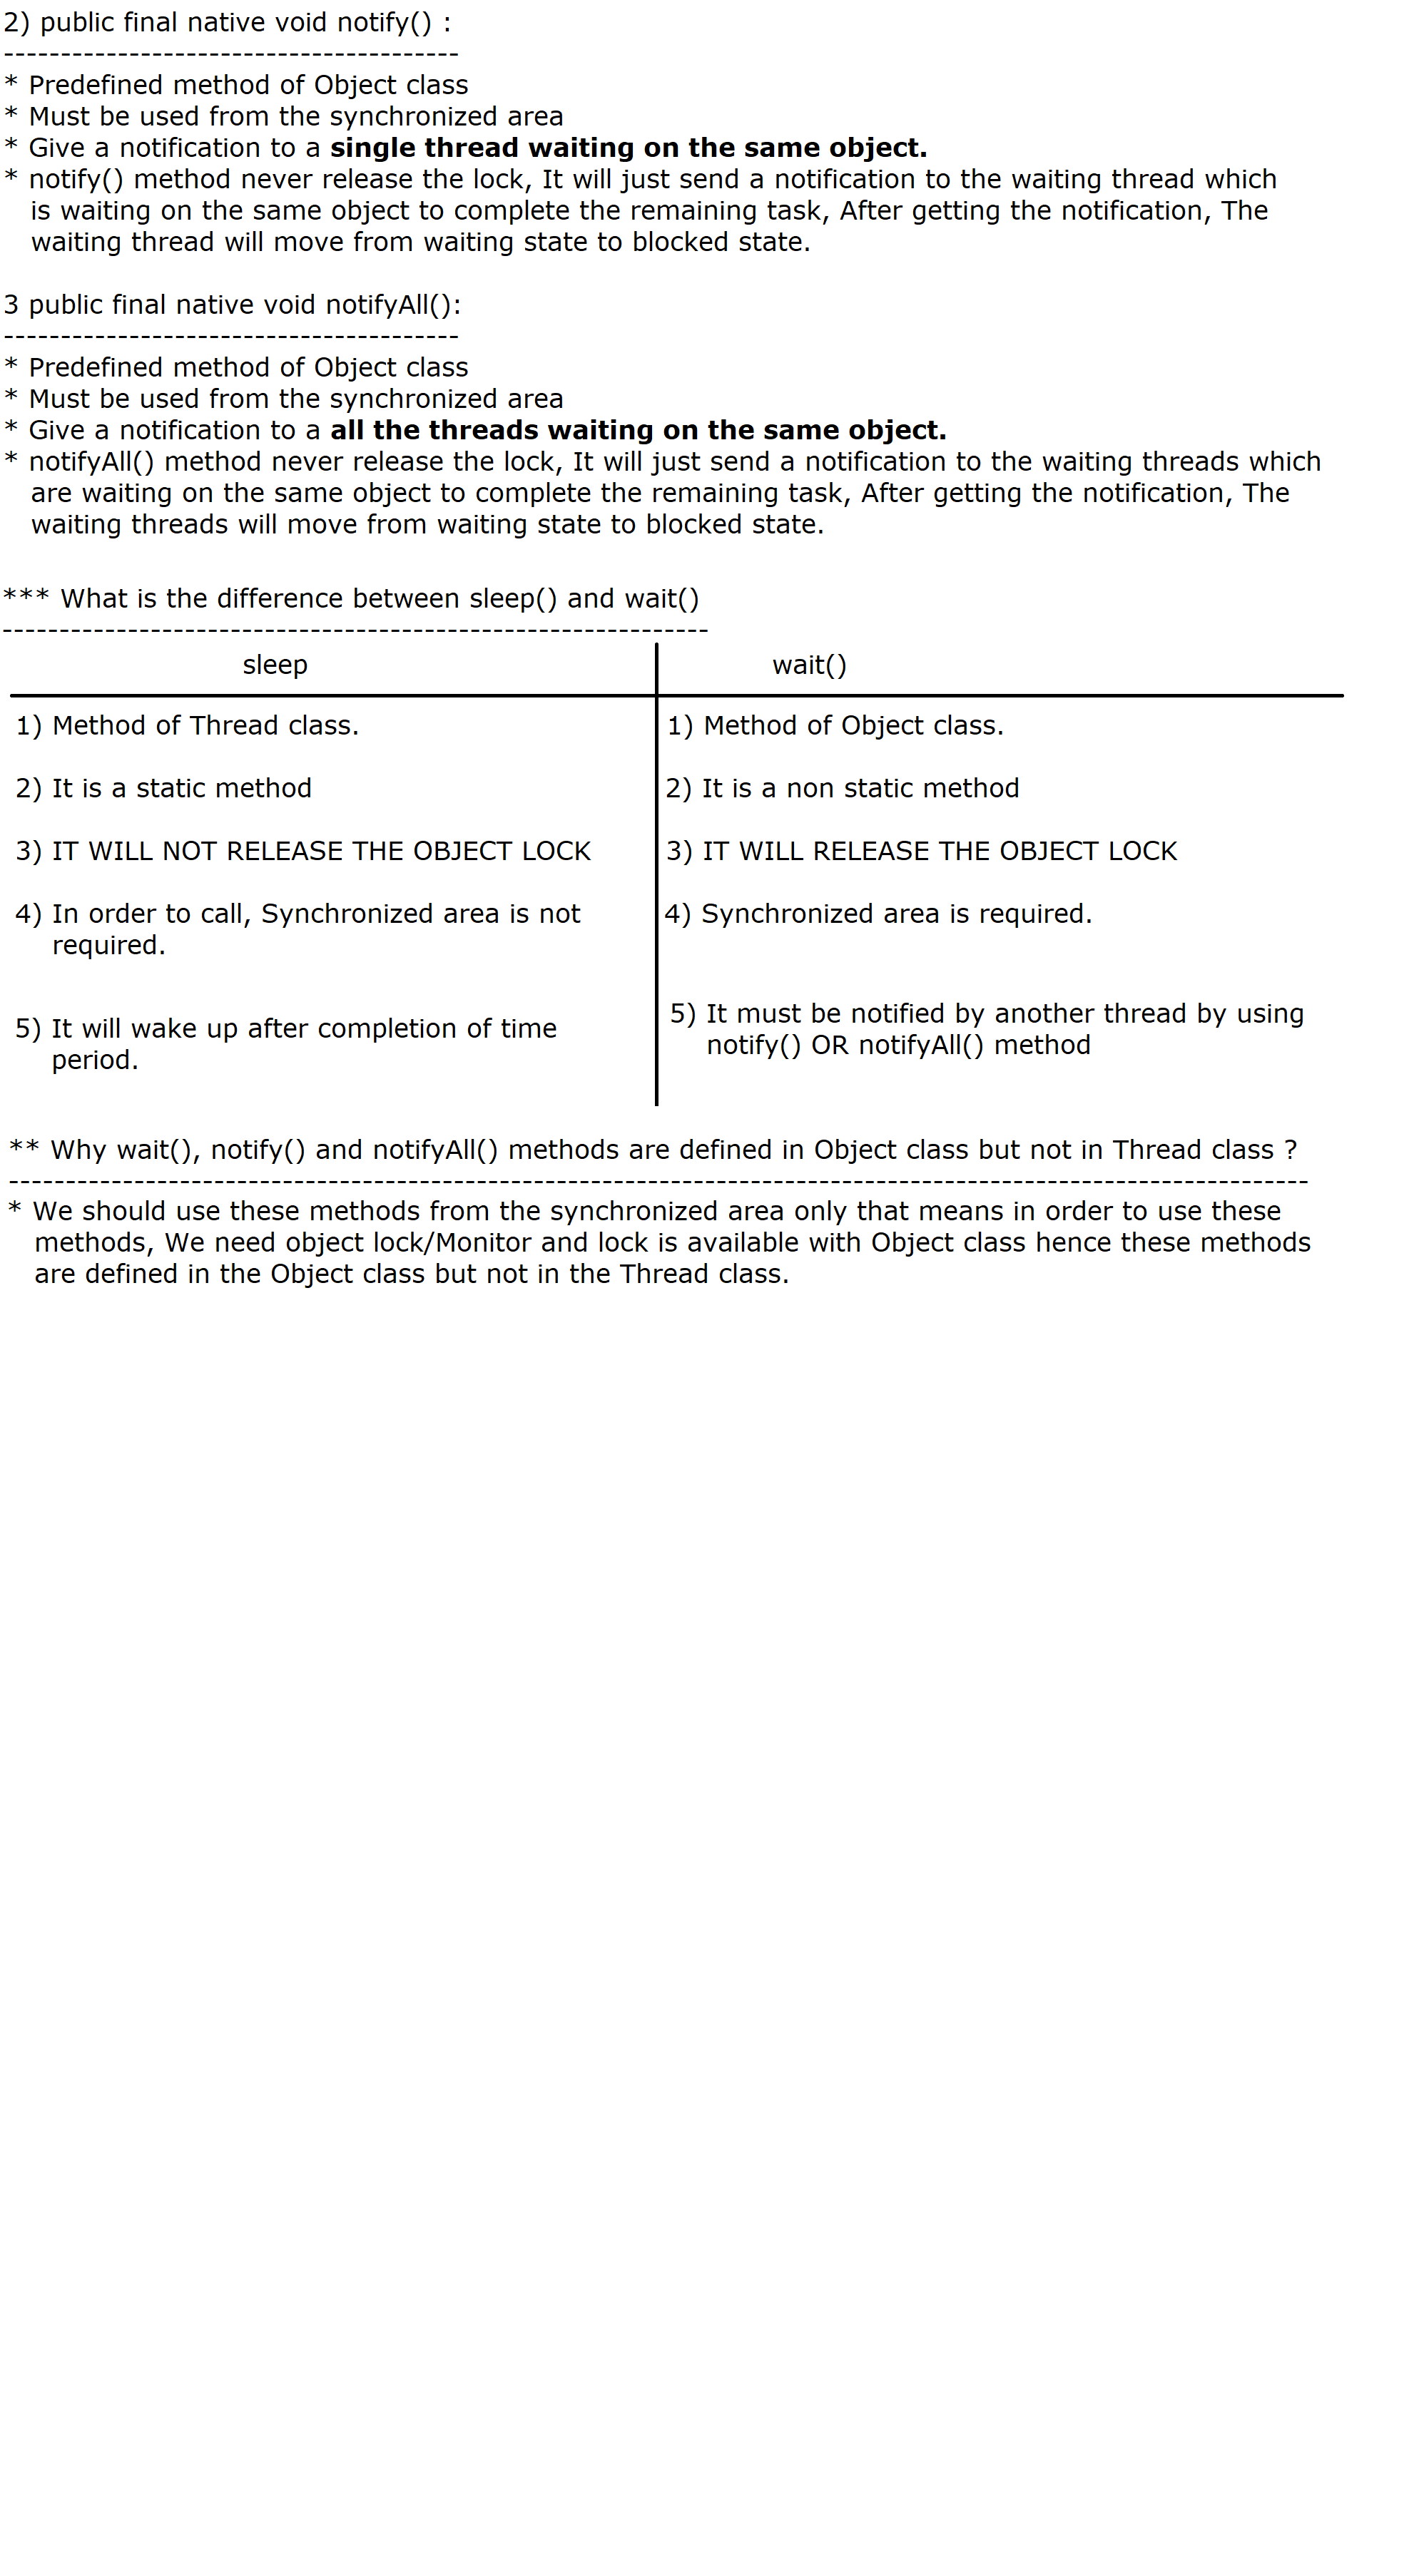 2) public final native void notify() :
----------------------------------------
* Predefined method of Object class
* Must be used from the synchronized area
* Give a notification to a single thread waiting on the same object.
* notify() method never release the lock, It will just send a notification to the waiting thread which
is waiting on the same object to complete the remaining task, After getting the notification, The
waiting thread will move from waiting state to blocked state.
3 public final native void notifyAll():
----------------------------------------
* Predefined method of Object class
* Must be used from the synchronized area
* Give a notification to a all the threads waiting on the same object.
* notifyAll() method never release the lock, It will just send a notification to the waiting threads which
are waiting on the same object to complete the remaining task, After getting the notification, The
waiting threads will move from waiting state to blocked state.
*** What is the difference between sleep() and wait()
--------------------------------------------------------------
sleep
1) Method of Thread class.
2) It is a static method
3) IT WILL NOT RELEASE THE OBJECT LOCK
4) In order to call, Synchronized area is not
required.
5) It will wake up after completion of time
period.
wait()
1) Method of Object class.
2) It is a non static method
3) IT WILL RELEASE THE OBJECT LOCK
4) Synchronized area is required.
5) It must be notified by another thread by using
notify() OR notifyAll() method
** Why wait(), notify() and notifyAll() methods are defined in Object class but not in Thread class ?
------------------------------------------------------------------------------------------------------------------
* We should use these methods from the synchronized area only that means in order to use these
methods, We need object lock/Monitor and lock is available with Object class hence these methods
are defined in the Object class but not in the Thread class.